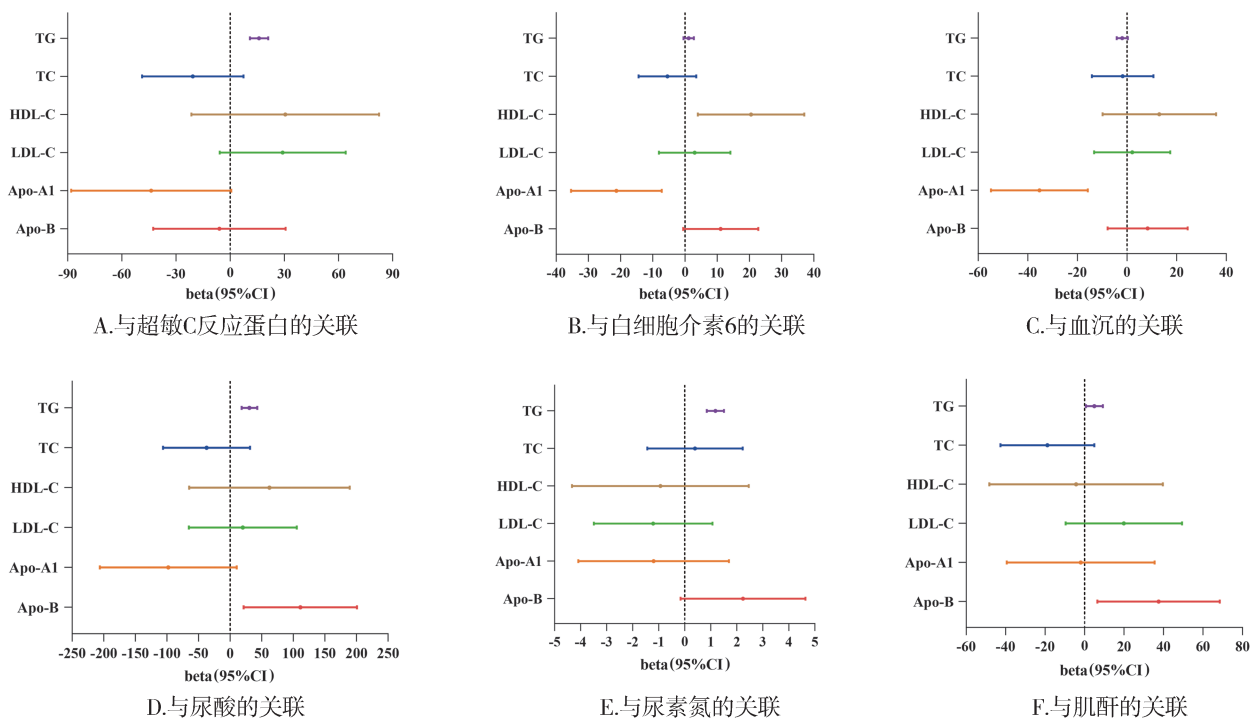 TG
TC
HDL-C
LDL-C
Apo-A1
Apo-B
-90 -60 -30 0 30 60 90
beta(95%CI)
A.与超敏C反应蛋白的关联
TG
TC
HDL-C
LDL-C
Apo-A1
Apo-B
-40 -30 -20 -10 0 10 20 30 40
beta(95%CI)
B.与白细胞介素6的关联
TG
TC
HDL-C
LDL-C
Apo-A1
Apo-B
-60 -40 -20 0 20 40
beta(95%CI)
C.与血沉的关联
TG
TC
HDL-C
LDL-C
Apo-A1
Apo-B
-250 -200 -150 -100 -50 0 50 100 150 200 250
beta(95%CI)
D.与尿酸的关联
TG
TC
HDL-C
LDL-C
Apo-A1
Apo-B
-5 -4 -3 -2 -1 0 1 2 3 4 5
beta(95%CI)
E.与尿素氮的关联
TG
TC
HDL-C
LDL-C
Apo-A1
Apo-B
-60 -40 -20 0 20 40 60 80
beta(95%CI)
F.与肌酐的关联